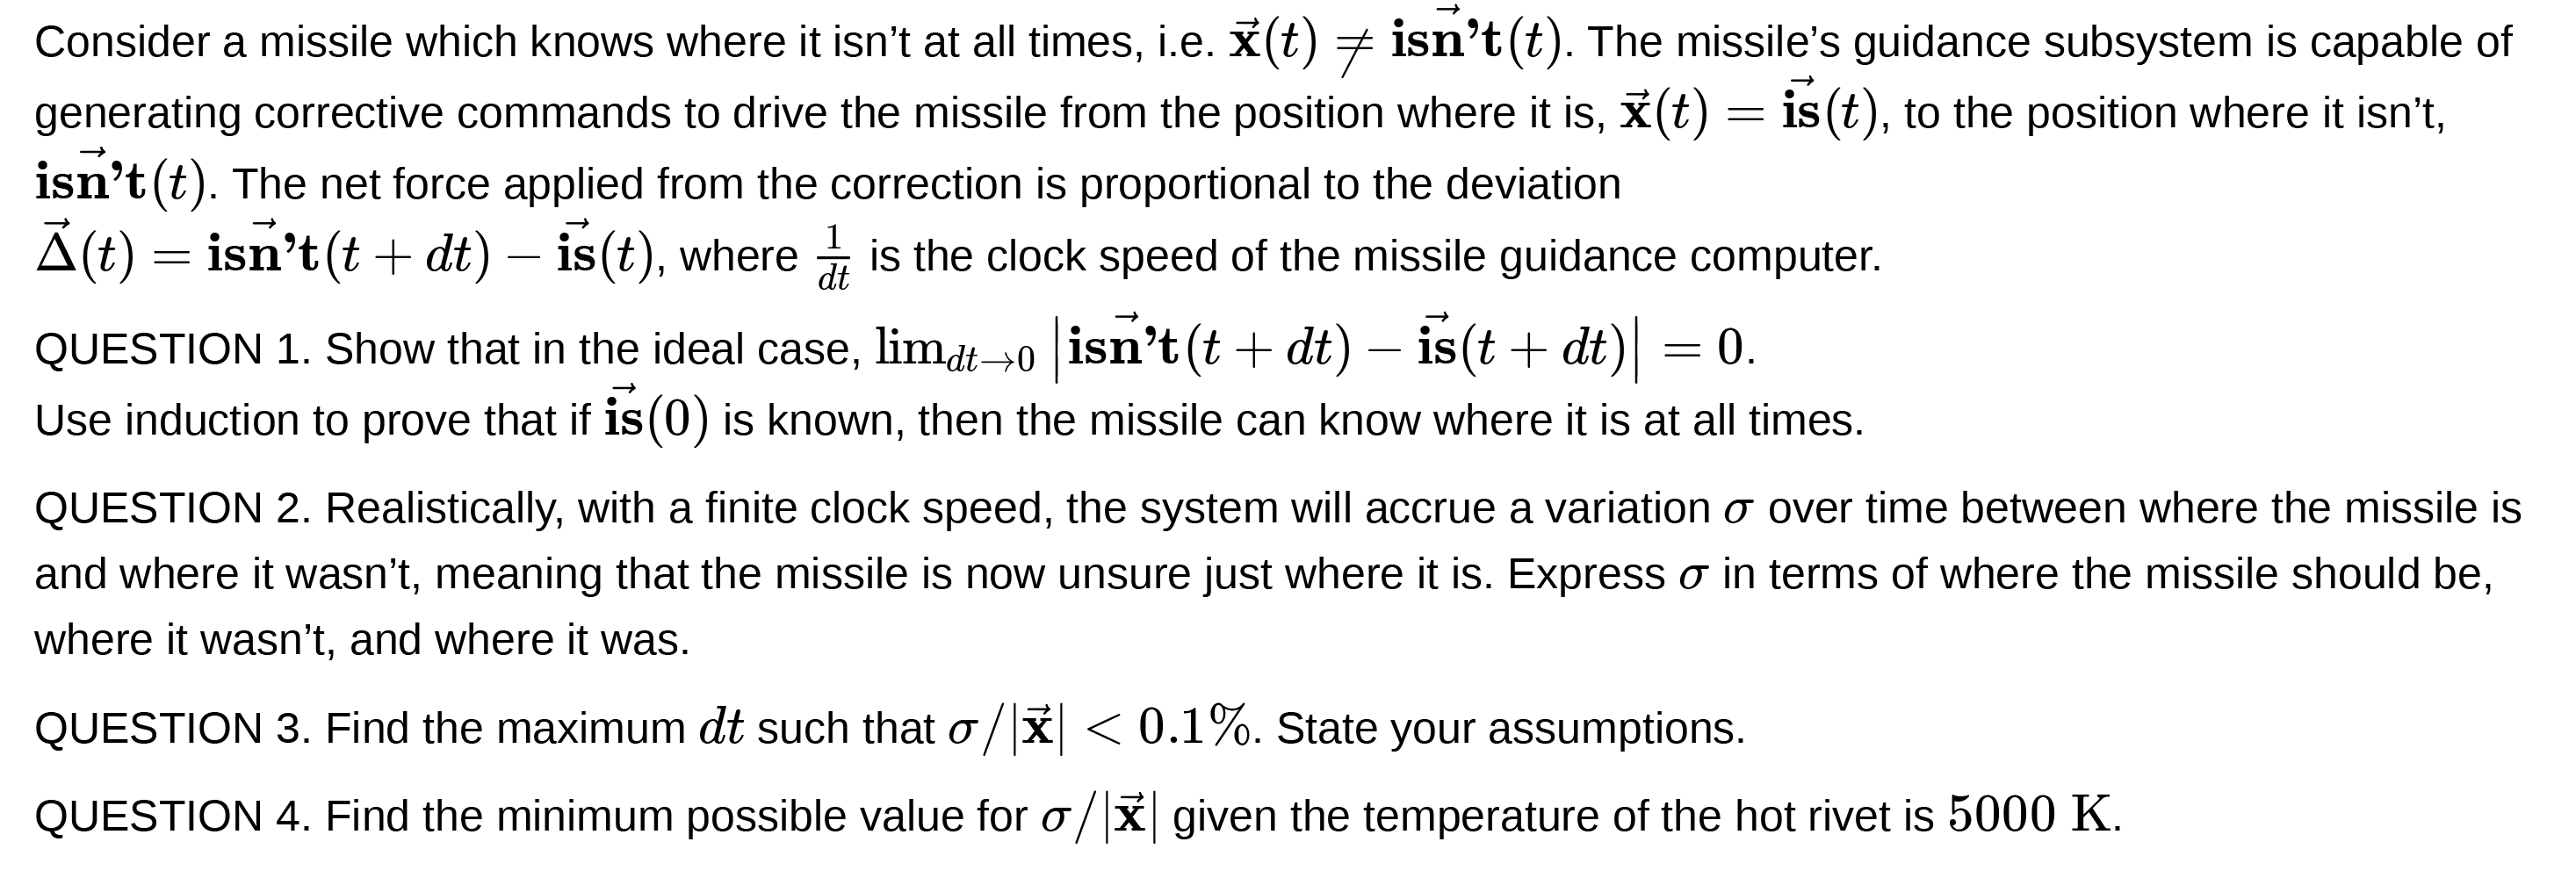 Consider a missile which knows where it isn’t at all times, i.e. $\vec{\mathbf{x}}(t) \neq \vec{\mathbf{isn’t}}(t)$. The missile’s guidance subsystem is capable of
generating corrective commands to drive the missile from the position where it is, $\vec{\mathbf{x}}(t) = \vec{\mathbf{is}}(t)$, to the position where it isn’t,
$\vec{\mathbf{isn’t}}(t)$. The net force applied from the correction is proportional to the deviation
$\vec{\Delta}(t) = \vec{\mathbf{isn’t}}(t + dt) - \vec{\mathbf{is}}(t)$, where $\frac{1}{dt}$ is the clock speed of the missile guidance computer.
QUESTION 1. Show that in the ideal case, $\lim_{dt \to 0} \left| \vec{\mathbf{isn’t}}(t + dt) - \vec{\mathbf{is}}(t + dt) \right| = 0$.
Use induction to prove that if $\vec{\mathbf{is}}(0)$ is known, then the missile can know where it is at all times.
QUESTION 2. Realistically, with a finite clock speed, the system will accrue a variation $\sigma$ over time between where the missile is
and where it wasn’t, meaning that the missile is now unsure just where it is. Express $\sigma$ in terms of where the missile should be,
where it wasn’t, and where it was.
QUESTION 3. Find the maximum $dt$ such that $\sigma/|\vec{\mathbf{x}}| < 0.1\%$. State your assumptions.
QUESTION 4. Find the minimum possible value for $\sigma/|\vec{\mathbf{x}}|$ given the temperature of the hot rivet is $5000 \text{ K}$.